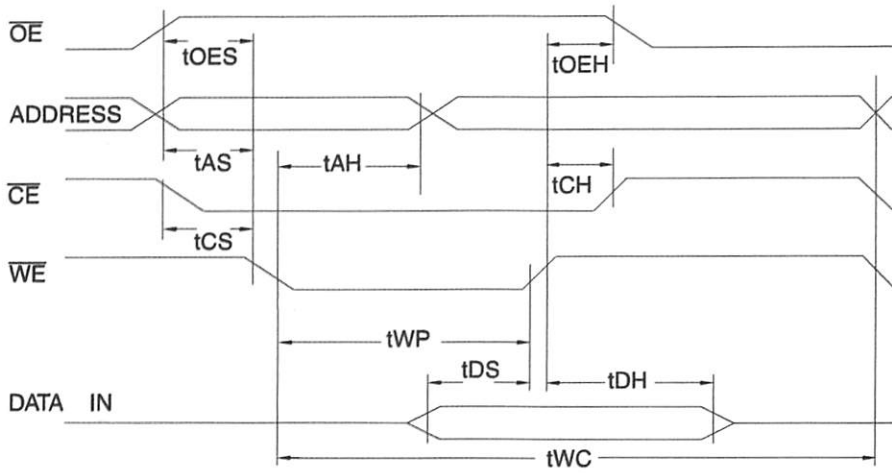 OE
tOES
tOEH
ADDRESS
tAS
tAH
tCH
CE
tCS
WE
tWP
tDS
tDH
DATA IN
tWC